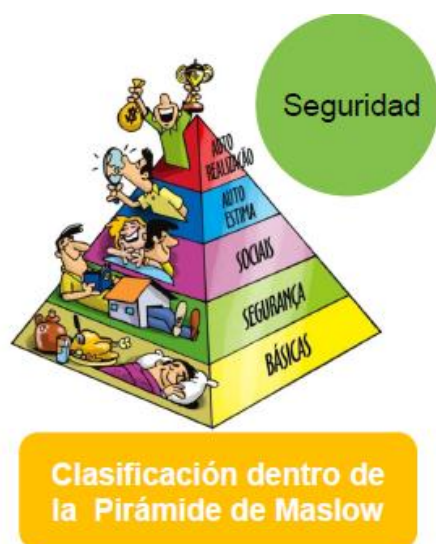 Seguridad
AUTO
REALIZAÇÃO
AUTO
ESTIMA
SOCIAIS
SEGURANÇA
BÁSICAS
$
Clasificación dentro de
la Pirámide de Maslow